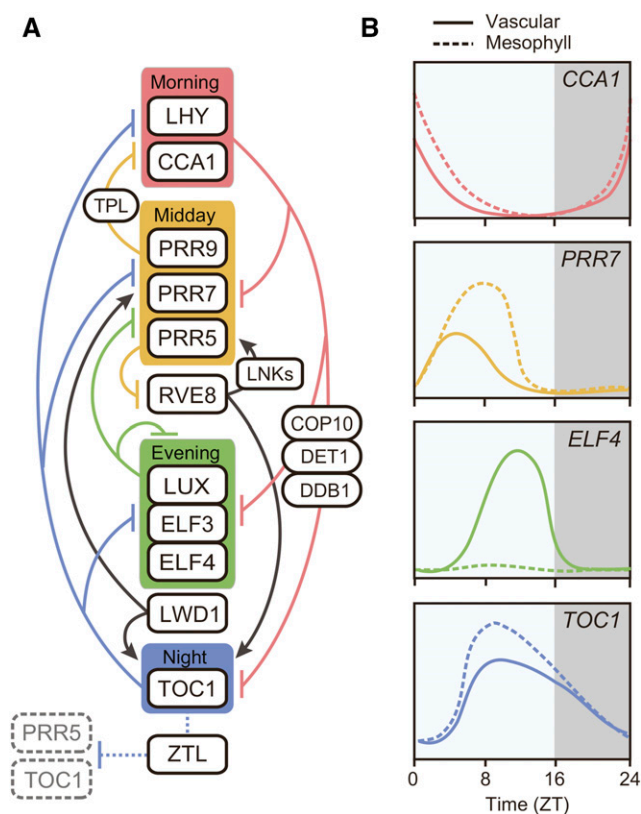 A
Morning
LHY
CCA1
TPL
Midday
PRR9
PRR7
PRR5
LNKs
RVE8
COP10
DET1
DDB1
Evening
LUX
ELF3
ELF4
LWD1
Night
TOC1
PRR5
TOC1
ZTL
B
Vascular
Mesophyll
CCA1
PRR7
ELF4
TOC1
0 8 16 24
Time (ZT)